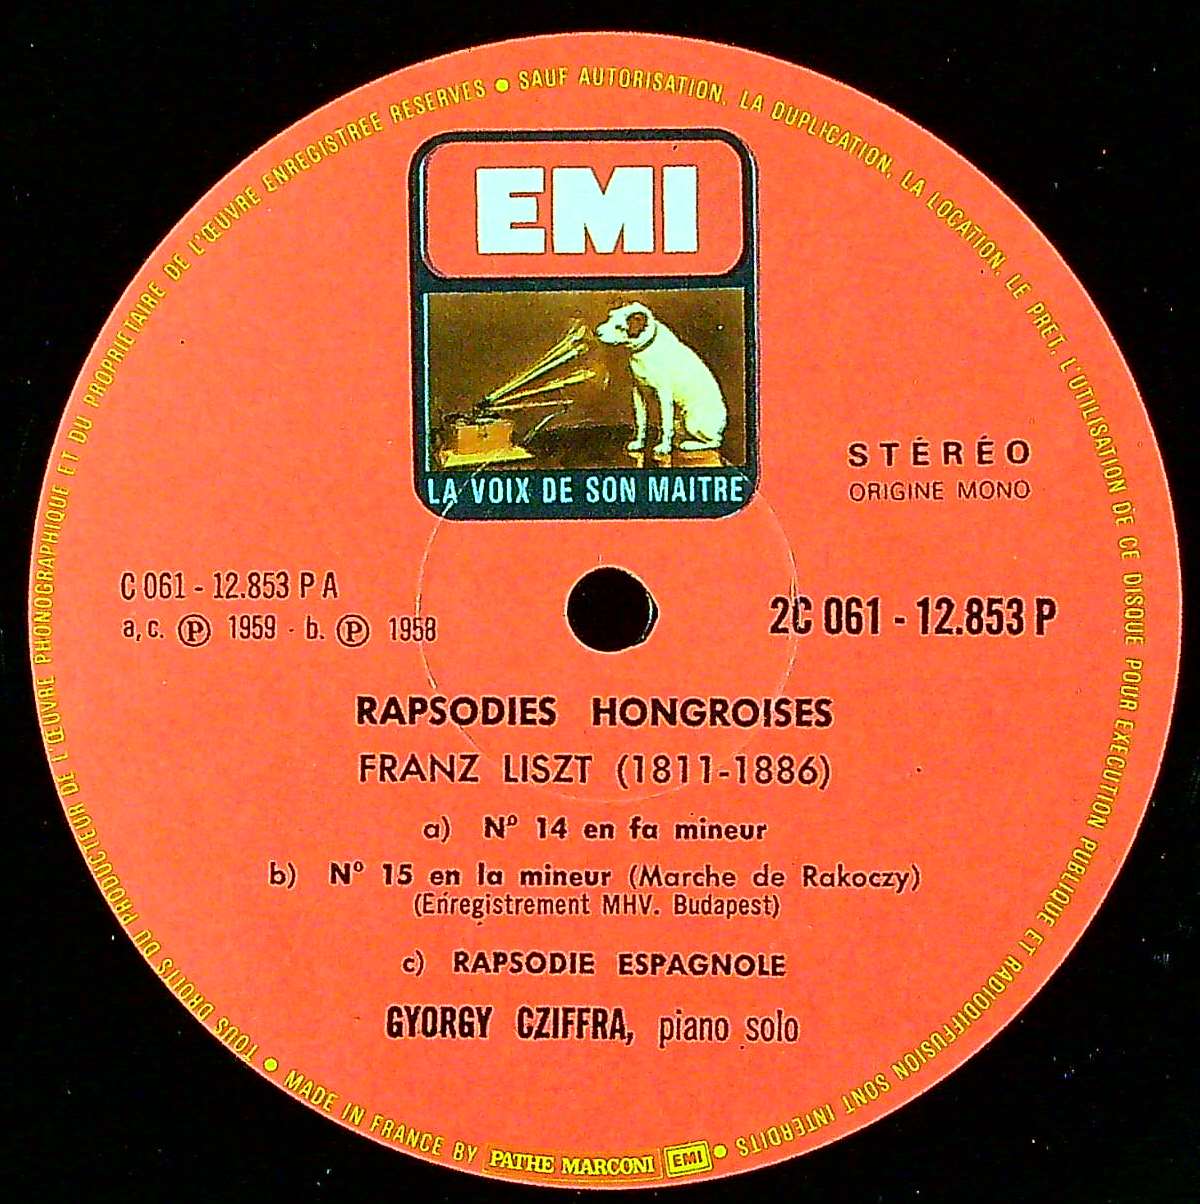 EMI
LA VOIX DE SON MAITRE
STÉRÉO
ORIGINE MONO
C 061 - 12.853 P A
a, c. Ⓟ 1959 - b. Ⓟ 1958
2C 061 - 12.853 P
RAPSODIES HONGROISES
FRANZ LISZT (1811-1886)
a) Nº 14 en fa mineur
b) Nº 15 en la mineur (Marche de Rakoczy)
(Enregistrement MHV. Budapest)
c) RAPSODIE ESPAGNOLE
GYORGY CZIFFRA, piano solo
TOUS DROITS DU PRODUCTEUR DE L'ŒUVRE PHONOGRAPHIQUE ET DU PROPRIETAIRE DE L'ŒUVRE ENREGISTREE RESERVES • SAUF AUTORISATION, LA DUPLICATION, LA LOCATION, LE PRET, L'UTILISATION DE CE DISQUE POUR EXECUTION PUBLIQUE ET RADIODIFFUSION SONT INTERDITS •
MADE IN FRANCE BY PATHE MARCONI EMI